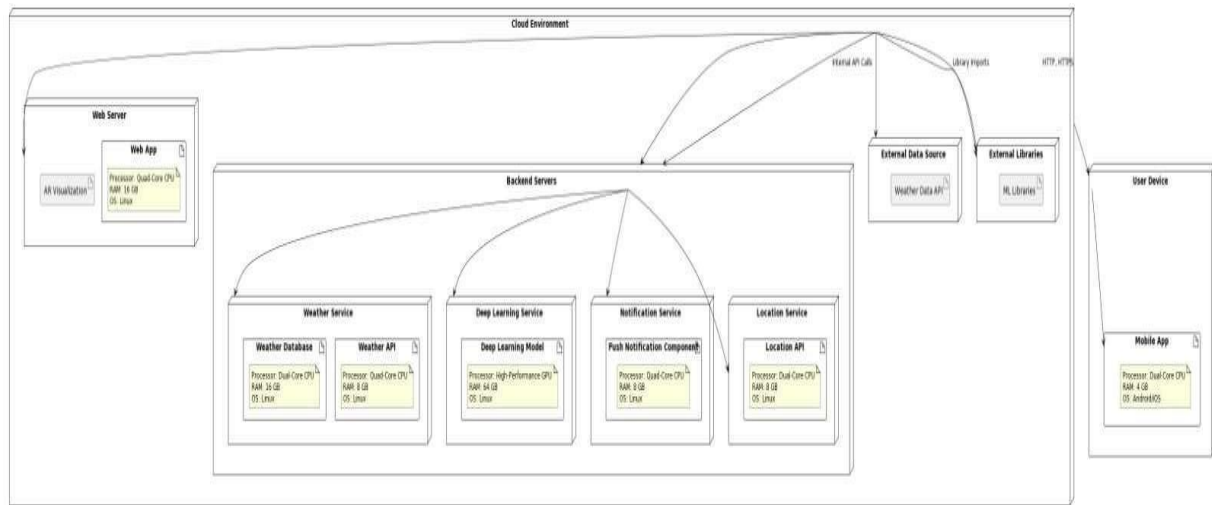 Cloud Environment
Internal API Calls
Library Imports
HTTP, HTTPS
Web Server
Web App
Processor: Quad-Core CPU
RAM: 16 GB
OS: Linux
AR Visualization
External Data Source
Weather Data API
External Libraries
ML Libraries
User Device
Backend Servers
Weather Service
Weather Database
Processor: Dual-Core CPU
RAM: 16 GB
OS: Linux
Weather API
Processor: Quad-Core CPU
RAM: 8 GB
OS: Linux
Deep Learning Service
Deep Learning Model
Processor: High-Performance GPU
RAM: 64 GB
OS: Linux
Notification Service
Push Notification Component
Processor: Quad-Core CPU
RAM: 8 GB
OS: Linux
Location Service
Location API
Processor: Dual-Core CPU
RAM: 8 GB
OS: Linux
Mobile App
Processor: Dual-Core CPU
RAM: 4 GB
OS: Android/iOS